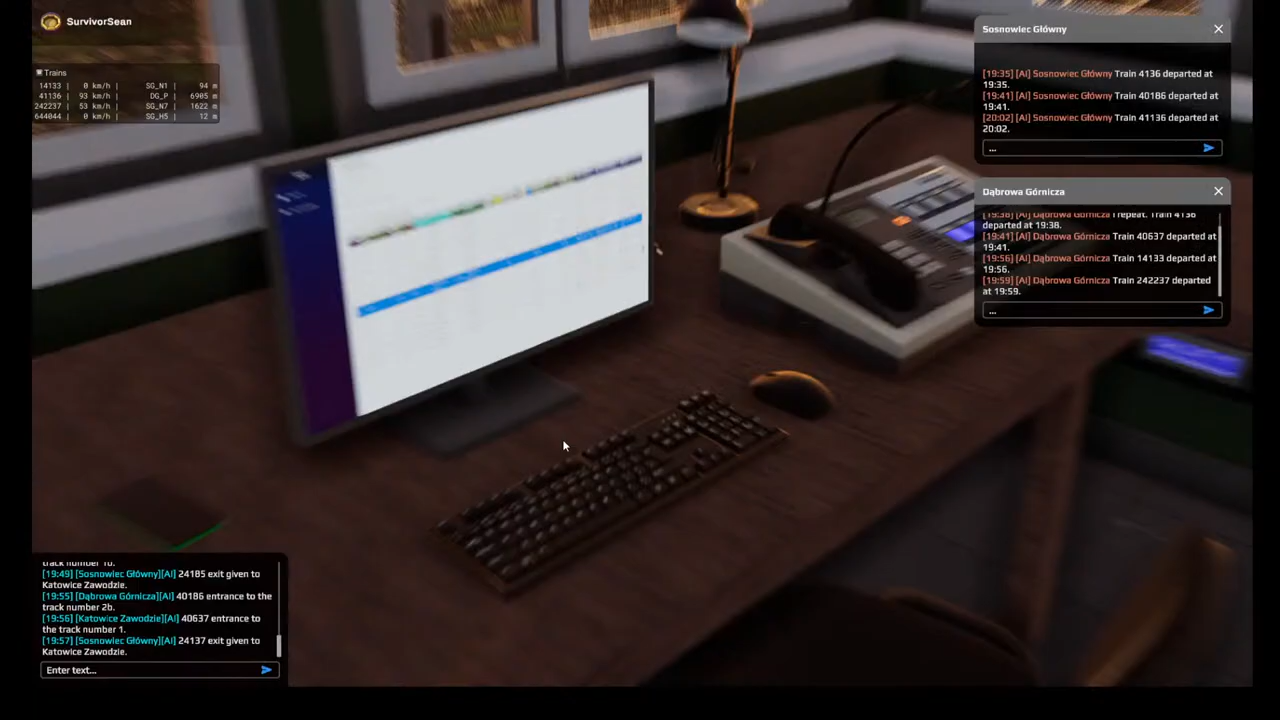 SurvivorSean
Trains
14133 | 0 km/h | SG_N1 94 m
41136 | 93 km/h | DG_P 6905 m
242237 | 53 km/h | SG_N7 1622 m
644044 | 0 km/h | SG_H5 12 m
Sosnowiec Główny
[19:35] [AI] Sosnowiec Główny Train 4136 departed at
19:35.
[19:41] [AI] Sosnowiec Główny Train 40186 departed at
19:41.
[20:02] [AI] Sosnowiec Główny Train 41136 departed at
20:02.
...
Dąbrowa Górnicza
[19:38] [AI] Dąbrowa Górnicza I repeat. Train 4136
departed at 19:38.
[19:41] [AI] Dąbrowa Górnicza Train 40637 departed at
19:41.
[19:56] [AI] Dąbrowa Górnicza Train 14133 departed at
19:56.
[19:59] [AI] Dąbrowa Górnicza Train 242237 departed
at 19:59.
...
track number 10.
[19:49] [Sosnowiec Główny][AI] 24185 exit given to
Katowice Zawodzie.
[19:55] [Dąbrowa Górnicza][AI] 40186 entrance to the
track number 2b.
[19:56] [Katowice Zawodzie][AI] 40637 entrance to
the track number 1.
[19:57] [Sosnowiec Główny][AI] 24137 exit given to
Katowice Zawodzie.
Enter text...